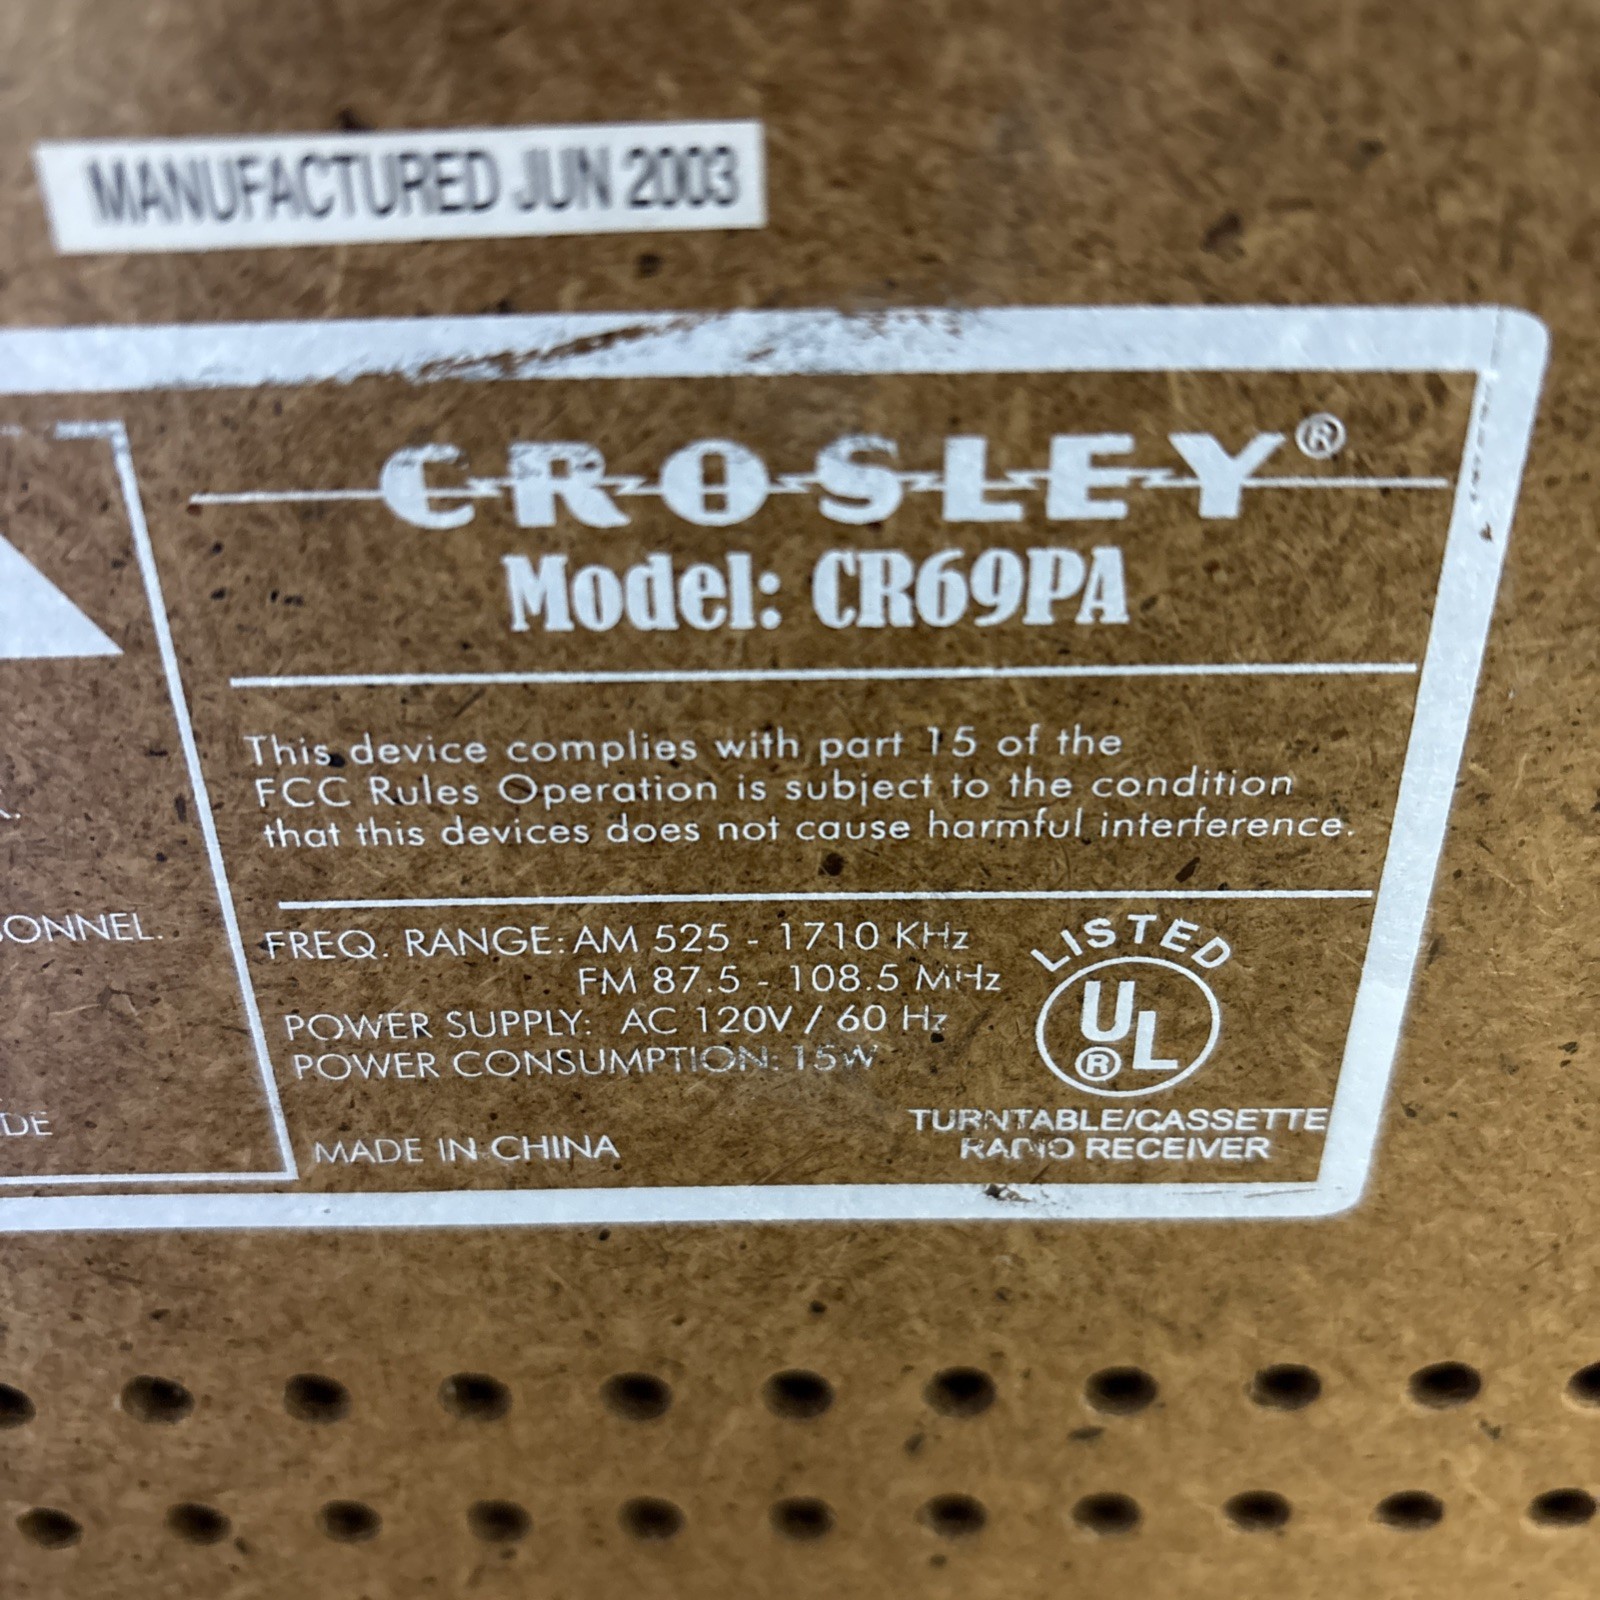 MANUFACTURED JUN 2003
CROSLEY®
Model: CR69PA
This device complies with part 15 of the
FCC Rules Operation is subject to the condition
that this devices does not cause harmful interference.
ONNEL.
FREQ. RANGE: AM 525 - 1710 KHz
FM 87.5 - 108.5 MHz
POWER SUPPLY: AC 120V / 60 Hz
POWER CONSUMPTION: 15W
LISTED
UL®
DE
MADE IN CHINA
TURNTABLE/CASSETTE
RADIO RECEIVER